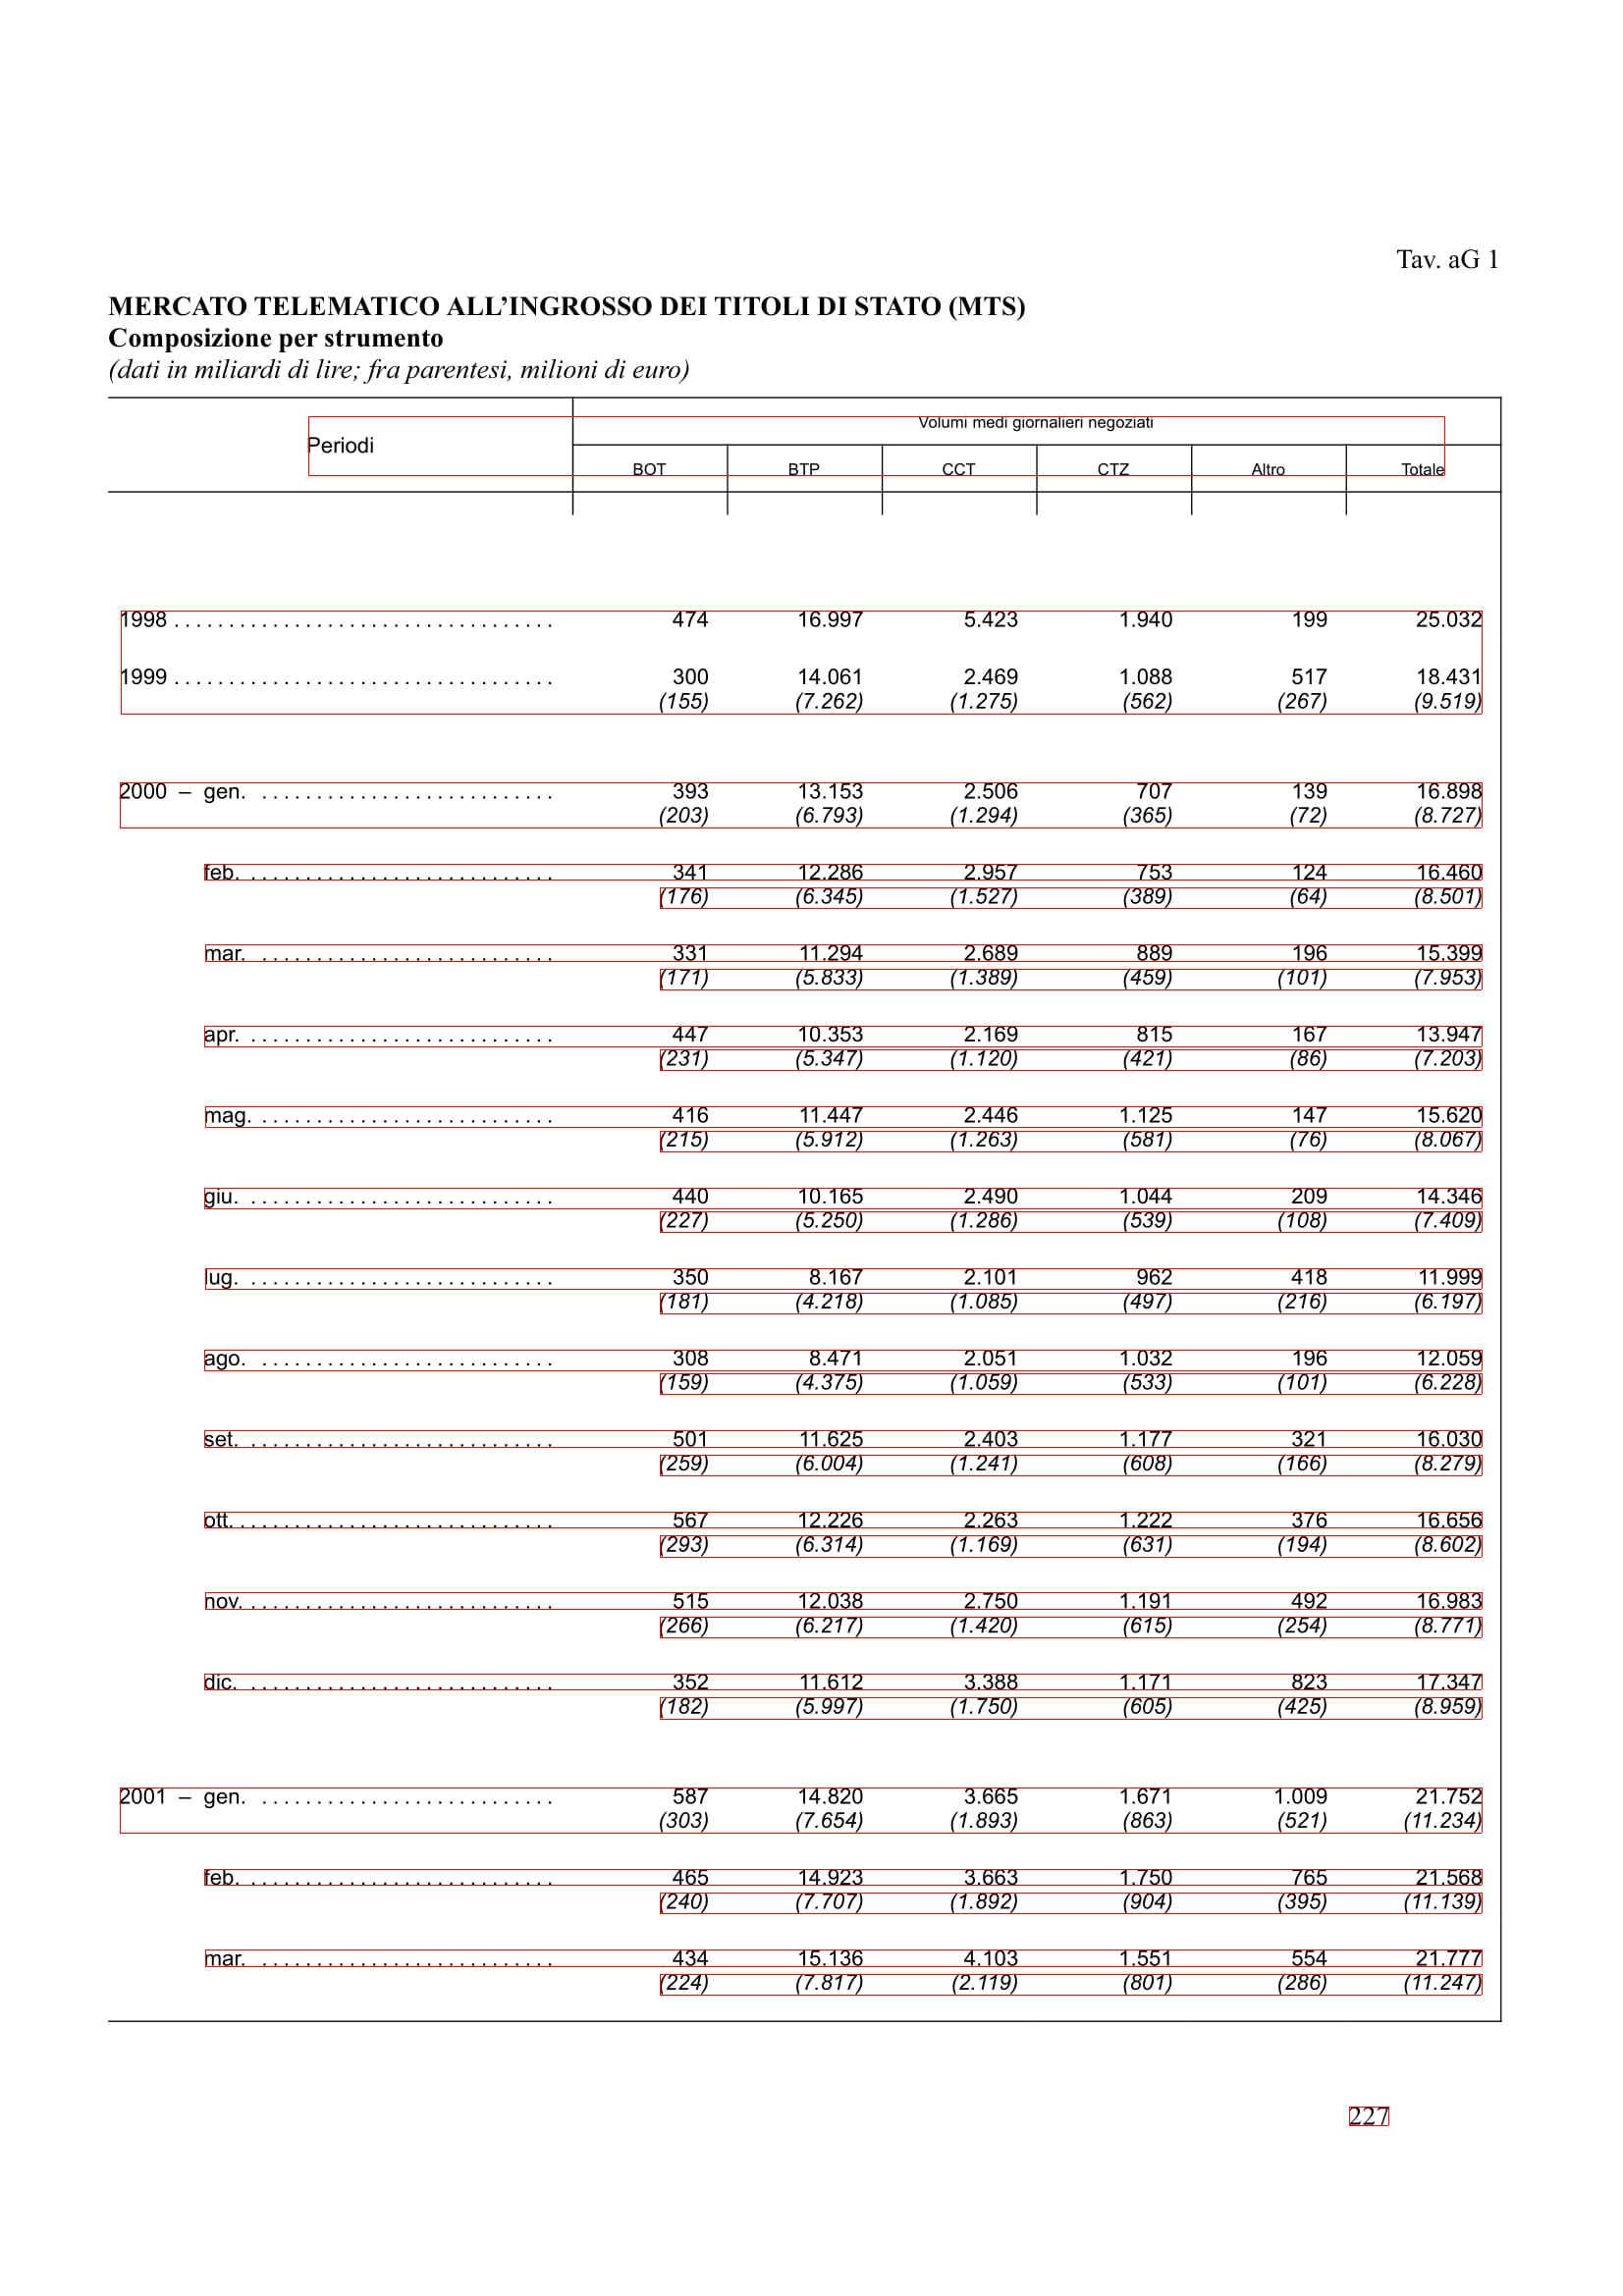 Tav. aG 1
MERCATO TELEMATICO ALL’INGROSSO DEI TITOLI DI STATO (MTS)
Composizione per strumento
(dati in miliardi di lire; fra parentesi, milioni di euro)
Periodi
Volumi medi giornalieri negoziati
BOT BTP CCT CTZ Altro Totale
1998 . . . . . . . . . . . . . . . . . . . . . . . . . . . . . . . . . . . 474 16.997 5.423 1.940 199 25.032
1999 . . . . . . . . . . . . . . . . . . . . . . . . . . . . . . . . . . . 300 14.061 2.469 1.088 517 18.431
(155) (7.262) (1.275) (562) (267) (9.519)
2000 – gen. . . . . . . . . . . . . . . . . . . . . . . . . . . . 393 13.153 2.506 707 139 16.898
(203) (6.793) (1.294) (365) (72) (8.727)
feb. . . . . . . . . . . . . . . . . . . . . . . . . . . . . 341 12.286 2.957 753 124 16.460
(176) (6.345) (1.527) (389) (64) (8.501)
mar. . . . . . . . . . . . . . . . . . . . . . . . . . . . 331 11.294 2.689 889 196 15.399
(171) (5.833) (1.389) (459) (101) (7.953)
apr. . . . . . . . . . . . . . . . . . . . . . . . . . . . . 447 10.353 2.169 815 167 13.947
(231) (5.347) (1.120) (421) (86) (7.203)
mag. . . . . . . . . . . . . . . . . . . . . . . . . . . . 416 11.447 2.446 1.125 147 15.620
(215) (5.912) (1.263) (581) (76) (8.067)
giu. . . . . . . . . . . . . . . . . . . . . . . . . . . . . 440 10.165 2.490 1.044 209 14.346
(227) (5.250) (1.286) (539) (108) (7.409)
lug. . . . . . . . . . . . . . . . . . . . . . . . . . . . . 350 8.167 2.101 962 418 11.999
(181) (4.218) (1.085) (497) (216) (6.197)
ago. . . . . . . . . . . . . . . . . . . . . . . . . . . . 308 8.471 2.051 1.032 196 12.059
(159) (4.375) (1.059) (533) (101) (6.228)
set. . . . . . . . . . . . . . . . . . . . . . . . . . . . . 501 11.625 2.403 1.177 321 16.030
(259) (6.004) (1.241) (608) (166) (8.279)
ott. . . . . . . . . . . . . . . . . . . . . . . . . . . . . . 567 12.226 2.263 1.222 376 16.656
(293) (6.314) (1.169) (631) (194) (8.602)
nov. . . . . . . . . . . . . . . . . . . . . . . . . . . . . 515 12.038 2.750 1.191 492 16.983
(266) (6.217) (1.420) (615) (254) (8.771)
dic. . . . . . . . . . . . . . . . . . . . . . . . . . . . . 352 11.612 3.388 1.171 823 17.347
(182) (5.997) (1.750) (605) (425) (8.959)
2001 – gen. . . . . . . . . . . . . . . . . . . . . . . . . . . . 587 14.820 3.665 1.671 1.009 21.752
(303) (7.654) (1.893) (863) (521) (11.234)
feb. . . . . . . . . . . . . . . . . . . . . . . . . . . . . 465 14.923 3.663 1.750 765 21.568
(240) (7.707) (1.892) (904) (395) (11.139)
mar. . . . . . . . . . . . . . . . . . . . . . . . . . . . 434 15.136 4.103 1.551 554 21.777
(224) (7.817) (2.119) (801) (286) (11.247)
227